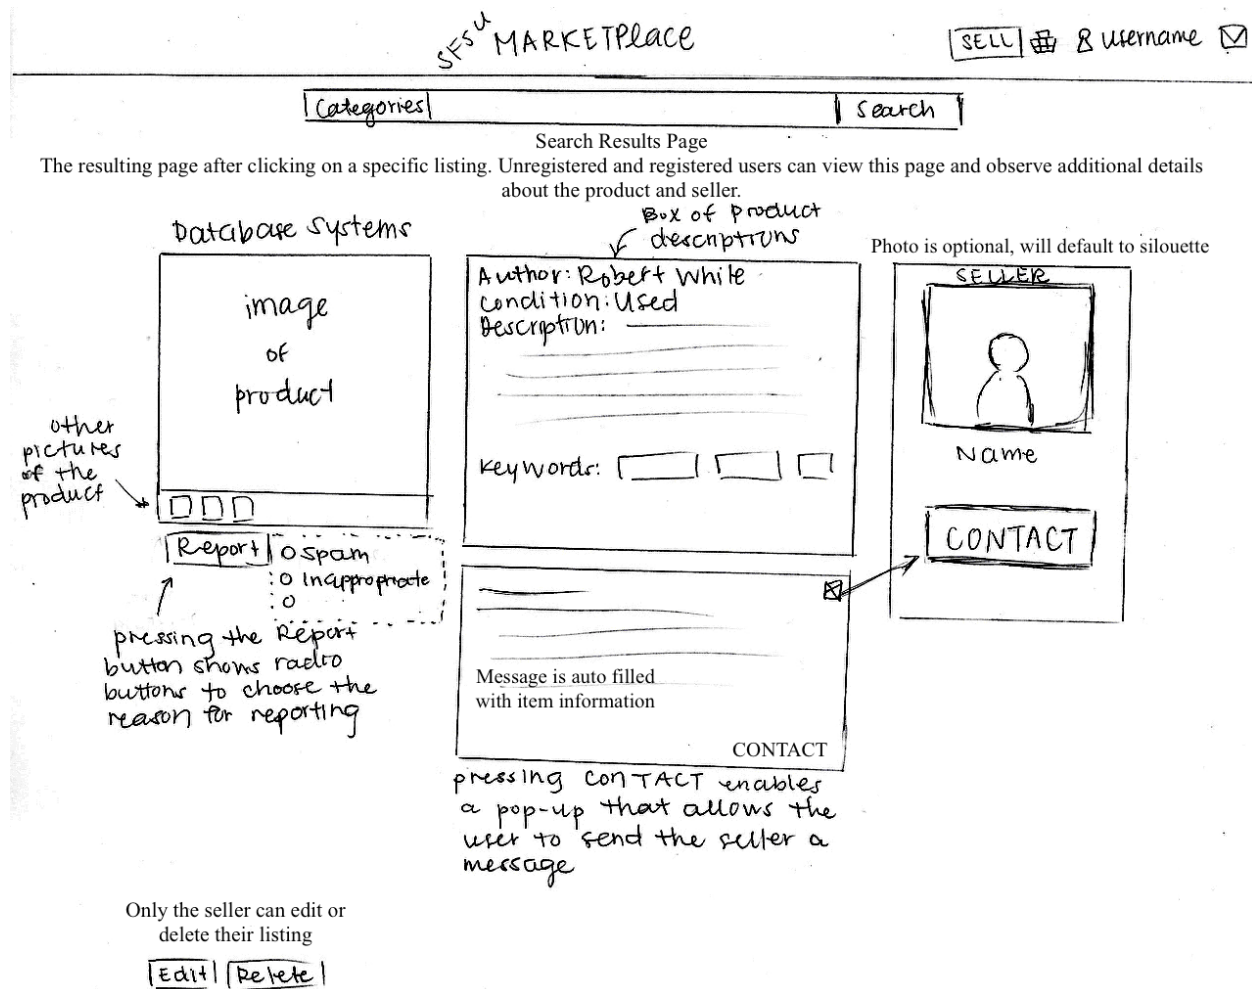 SFSU MARKETPlace
SELL username
Categories Search
Search Results Page
The resulting page after clicking on a specific listing. Unregistered and registered users can view this page and observe additional details
about the product and seller.
Database Systems
image
of
product
other
pictures
of the
product
Report
Spam
Inappropriate
pressing the Report
button shows radio
buttons to choose the
reason for reporting
Box of product
descriptions
Author: Robert While
Condition: Used
Description:
Keywords:
Message is auto filled
with item information
CONTACT
pressing CONTACT enables
a pop-up that allows the
user to send the seller a
message
Photo is optional, will default to silouette
SELLER
Name
CONTACT
Only the seller can edit or
delete their listing
Edit Delete